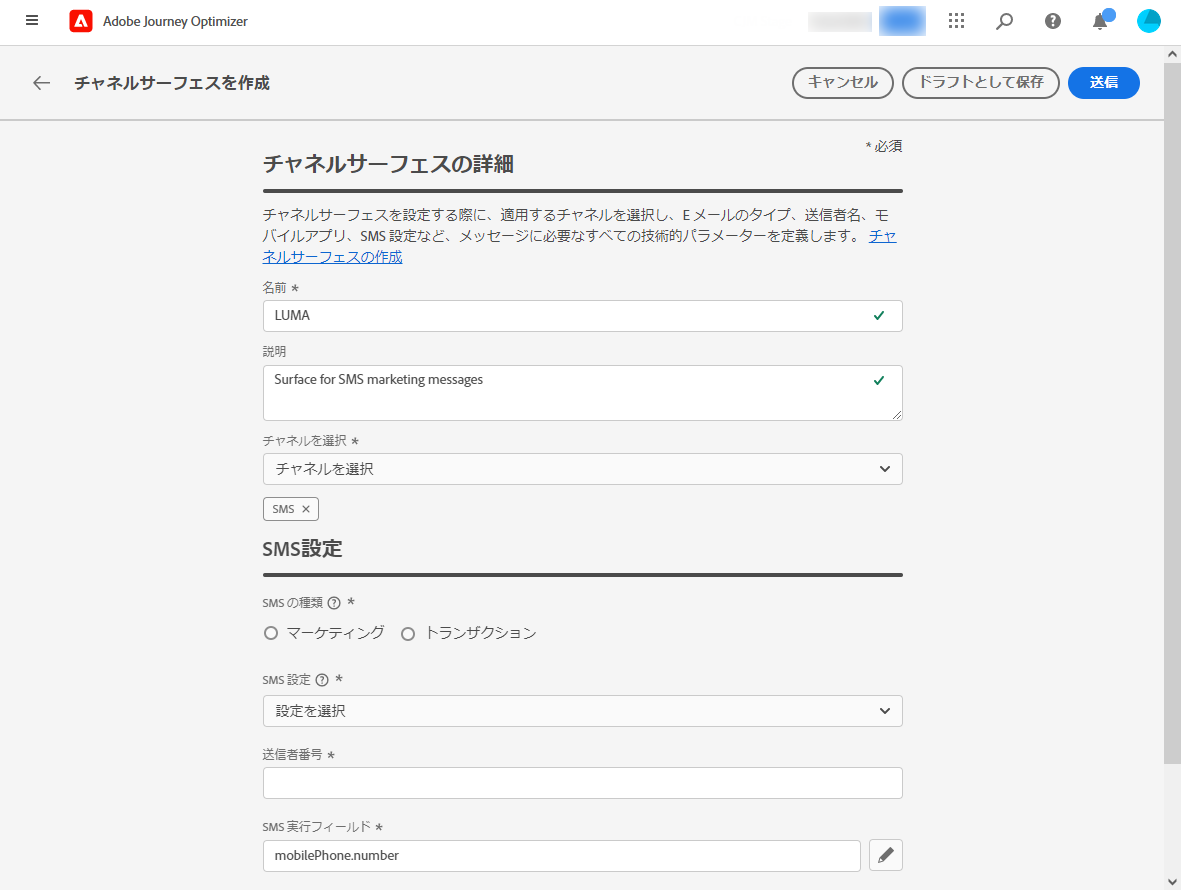 Adobe Journey Optimizer
チャネルサーフェスを作成
キャンセル
ドラフトとして保存
送信
* 必須
チャネルサーフェスの詳細
チャネルサーフェスを設定する際に、適用するチャネルを選択し、E メールのタイプ、送信者名、モ
バイルアプリ、SMS 設定など、メッセージに必要なすべての技術的パラメーターを定義します。 チャ
ネルサーフェスの作成
名前 *
LUMA
説明
Surface for SMS marketing messages
チャネルを選択 *
チャネルを選択
SMS ×
SMS設定
SMS の種類 ? *
マーケティング
トランザクション
SMS 設定 ? *
設定を選択
送信者番号 *
SMS 実行フィールド *
mobilePhone.number